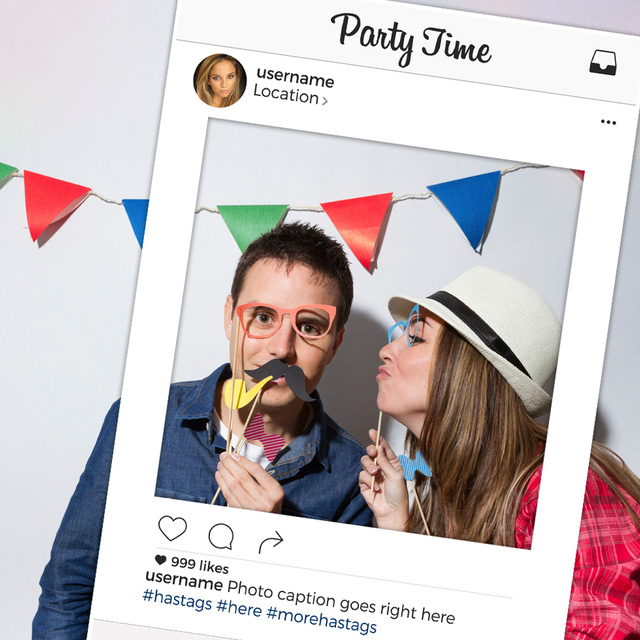 Party Time
username
Location >
999 likes
username Photo caption goes right here
#hastags #here #morehastags